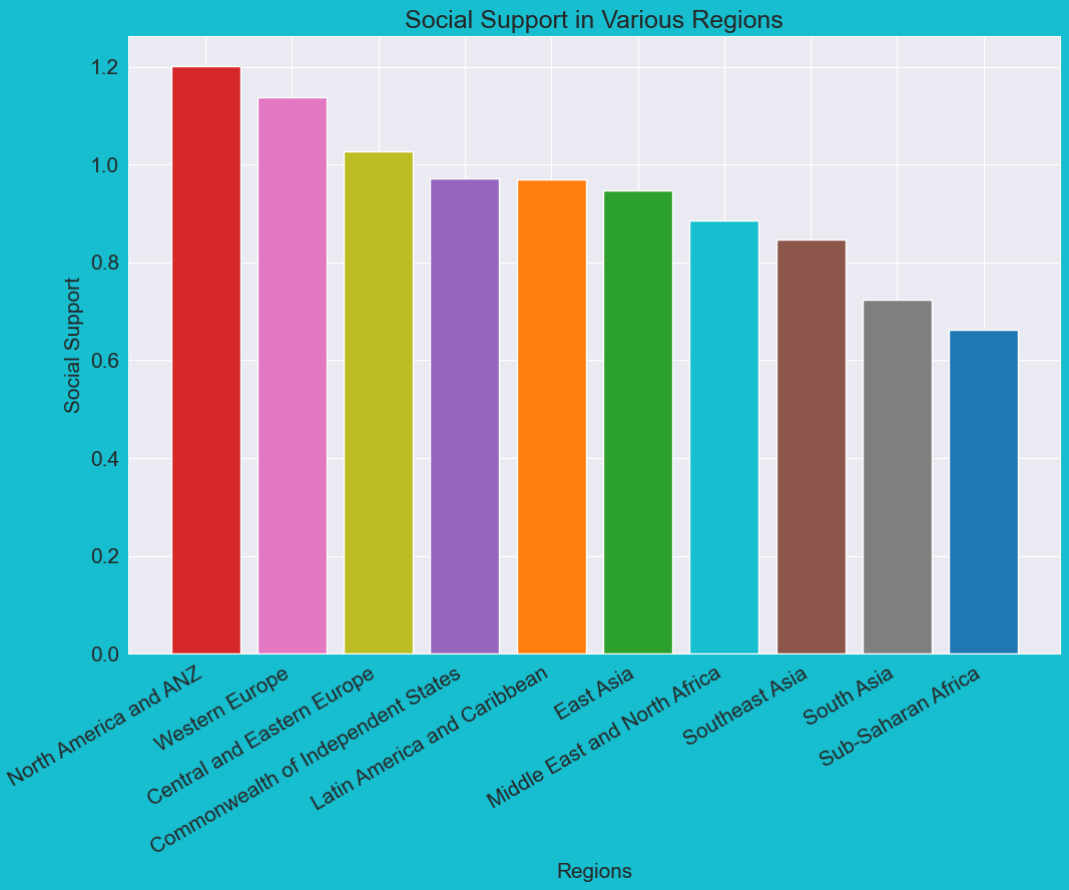 Social Support in Various Regions
Social Support
1.2
1.0
0.8
0.6
0.4
0.2
0.0
North America and ANZ
Western Europe
Central and Eastern Europe
Commonwealth of Independent States
Latin America and Caribbean
East Asia
Middle East and North Africa
Southeast Asia
South Asia
Sub-Saharan Africa
Regions